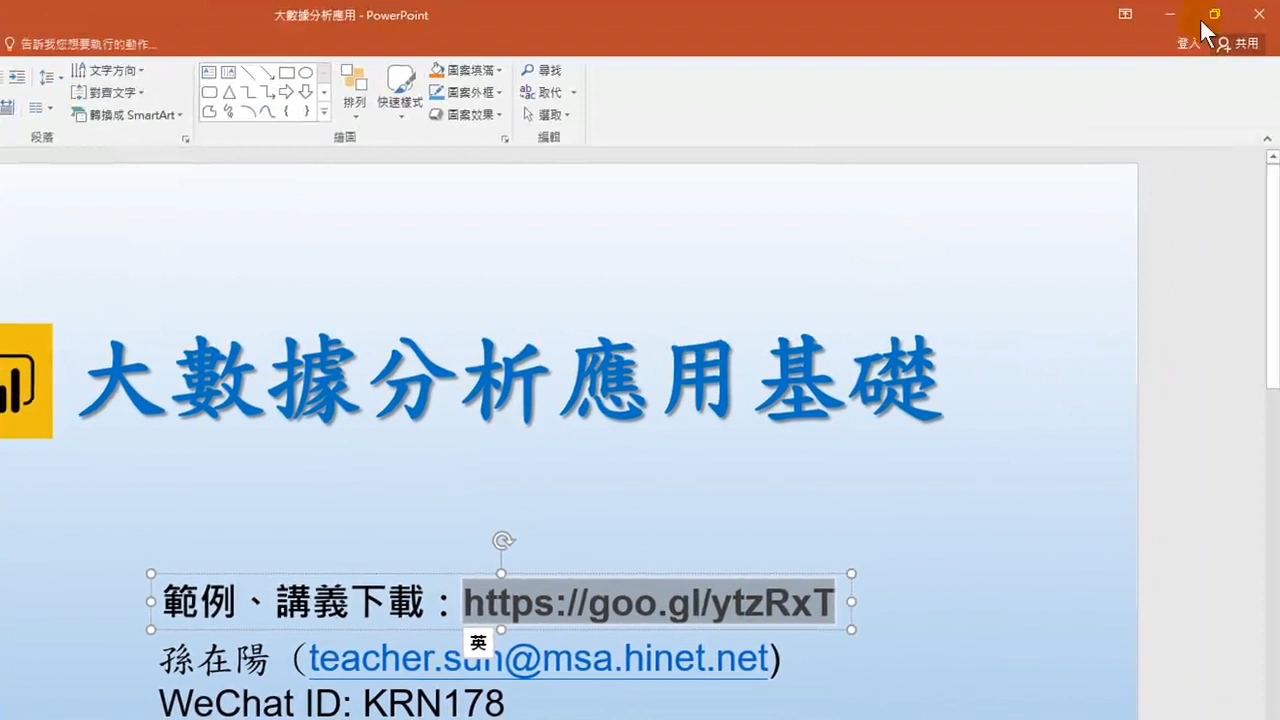 大數據分析應用 - PowerPoint
告訴我您想要執行的動作...
登入
共用
文字方向
對齊文字
轉換成 SmartArt
段落
排列
快速樣式
圖案填滿
圖案外框
圖案效果
繪圖
尋找
取代
選取
編輯
大數據分析應用基礎
範例、講義下載：https://goo.gl/ytzRxT
英
孫在陽（teacher.sun@msa.hinet.net)
WeChat ID: KRN178